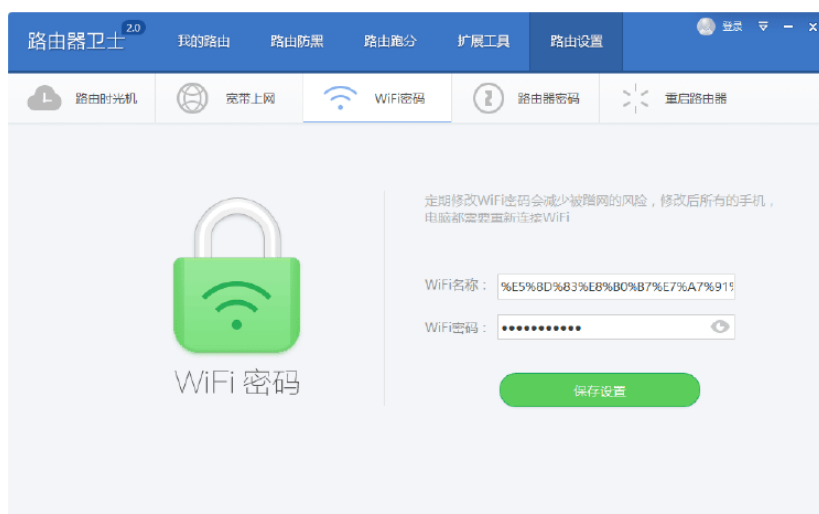 路由器卫士 2.0
我的路由 路由防黑 路由跑分 扩展工具 路由设置 登录
路由时光机 宽带上网 WiFi密码 路由器密码 重启路由器
定期修改WiFi密码会减少被蹭网的风险，修改后所有的手机，
电脑都需要重新连接WiFi
WiFi名称： %E5%8D%83%E8%B0%B7%E7%A7%91%
WiFi密码： •••••••••••
WiFi 密码
保存设置